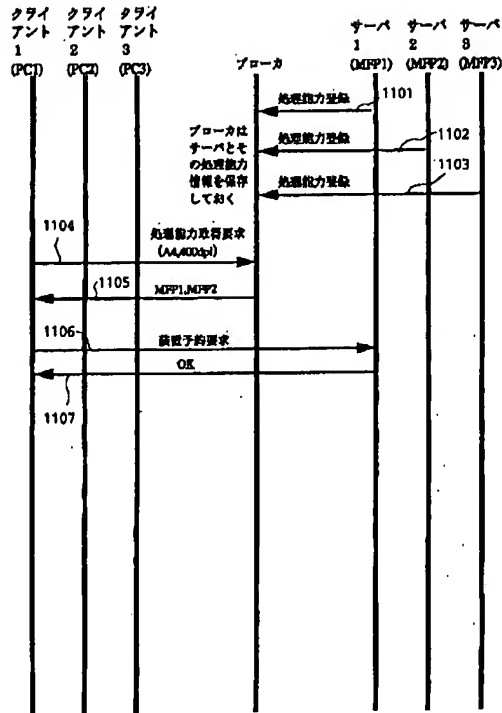 クライアント
1
(PC1)
クライアント
2
(PC2)
クライアント
3
(PC3)
ブローカ
サーバ
1
(MFP1)
サーバ
2
(MFP2)
サーバ
3
(MFP3)
処理能力登録
1101
ブローカは
サーバとそ
の処理能力
情報を保存
しておく
処理能力登録
1102
処理能力登録
1103
1104
処理能力取得要求
(A4,400dpi)
1105
MFP1,MFP2
1106
装置予約要求
OK
1107